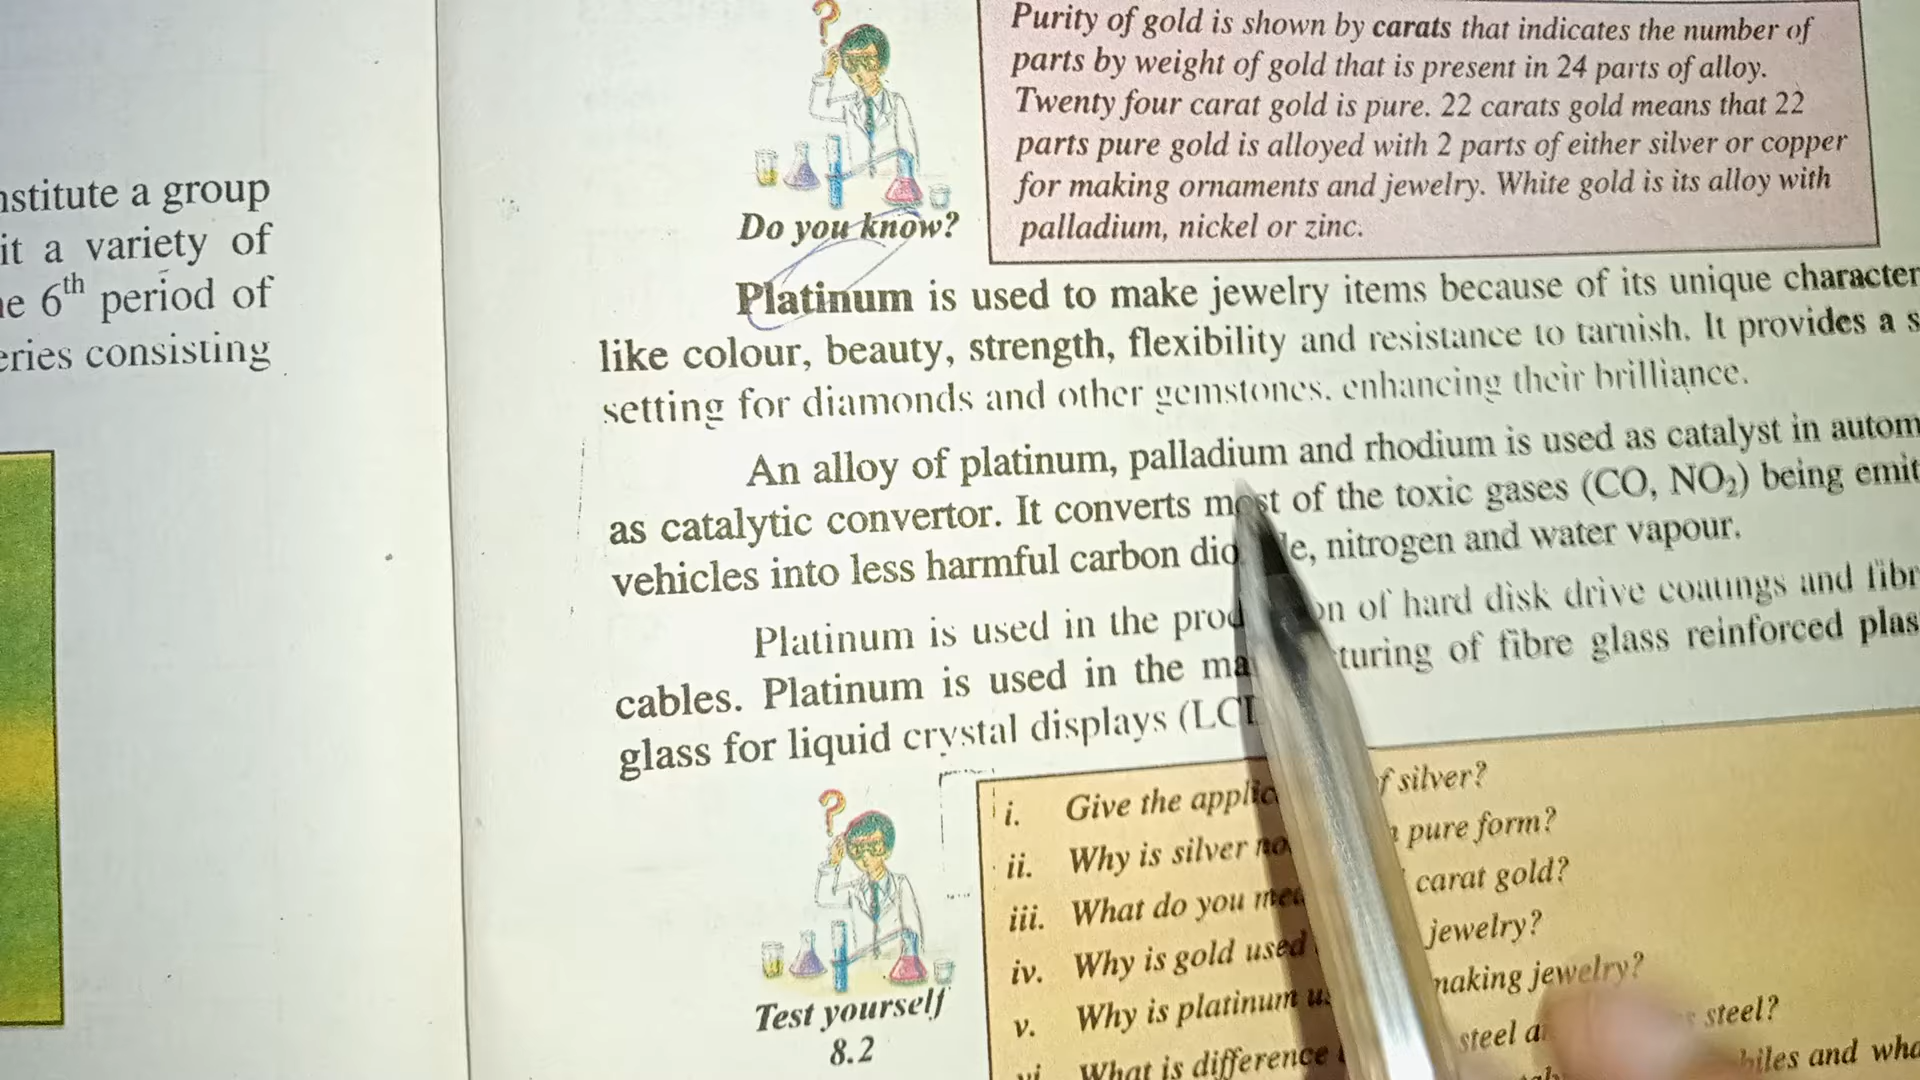 nstitute a group
it a variety of
e 6th period of
eries consisting
Purity of gold is shown by carats that indicates the number of
parts by weight of gold that is present in 24 parts of alloy.
Twenty four carat gold is pure. 22 carats gold means that 22
parts pure gold is alloyed with 2 parts of either silver or copper
for making ornaments and jewelry. White gold is its alloy with
palladium, nickel or zinc.
Do you know?
Platinum is used to make jewelry items because of its unique character
like colour, beauty, strength, flexibility and resistance to tarnish. It provides a s
setting for diamonds and other gemstones. enhancing their brilliance.
An alloy of platinum, palladium and rhodium is used as catalyst in autom
as catalytic convertor. It converts most of the toxic gases (CO, NO₂) being emit
vehicles into less harmful carbon dio e, nitrogen and water vapour.
Platinum is used in the prod on of hard disk drive coatings and fibr
cables. Platinum is used in the ma turing of fibre glass reinforced plas
glass for liquid crystal displays (LC
i. Give the applic f silver?
ii. Why is silver no pure form?
iii. What do you me carat gold?
iv. Why is gold used jewelry?
v. Why is platinum us making jewelry?
vi. What is difference steel a steel?
biles and wha
Test yourself
8.2